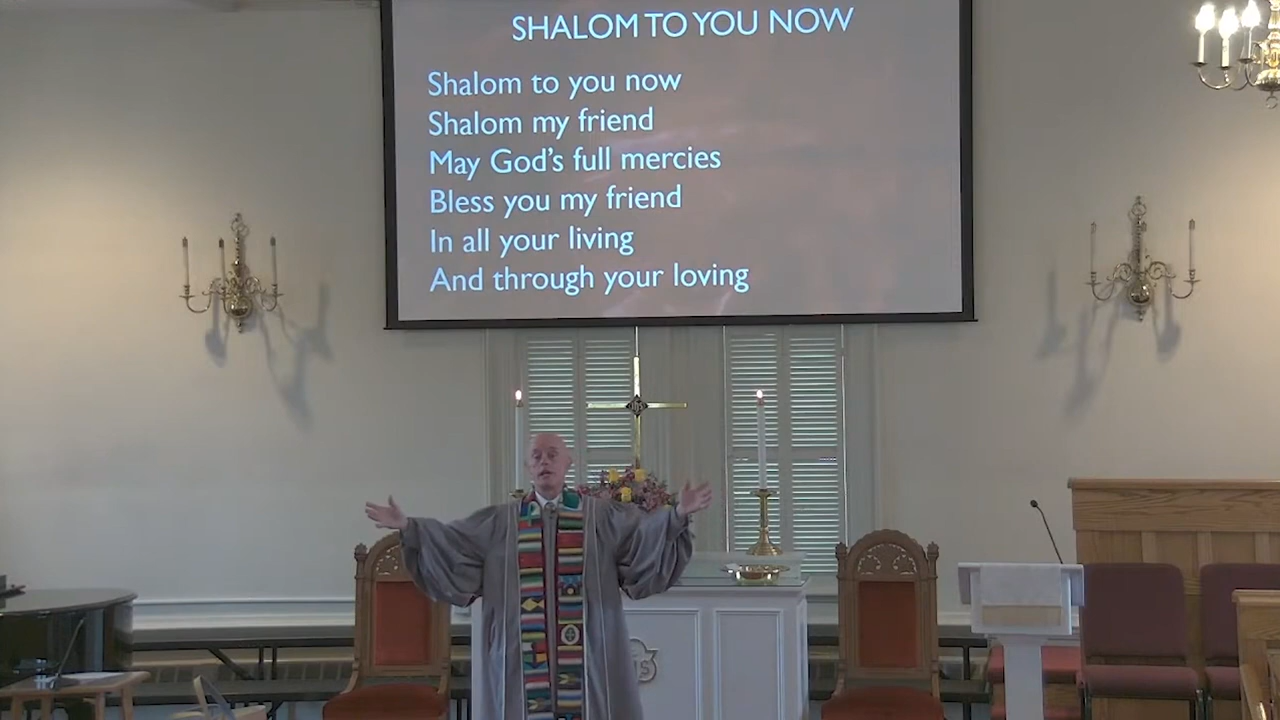 SHALOM TO YOU NOW
Shalom to you now
Shalom my friend
May God's full mercies
Bless you my friend
In all your living
And through your loving
IHS